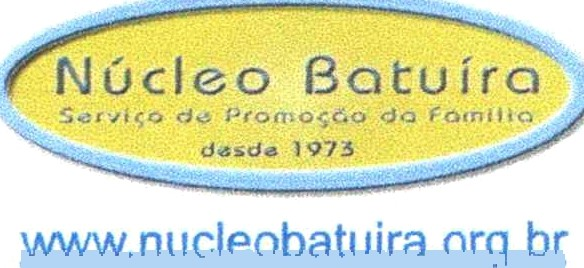 Núcleo Batuíra
Serviço de Promoção da Família
desde 1973
www.nucleobatuira.org.br